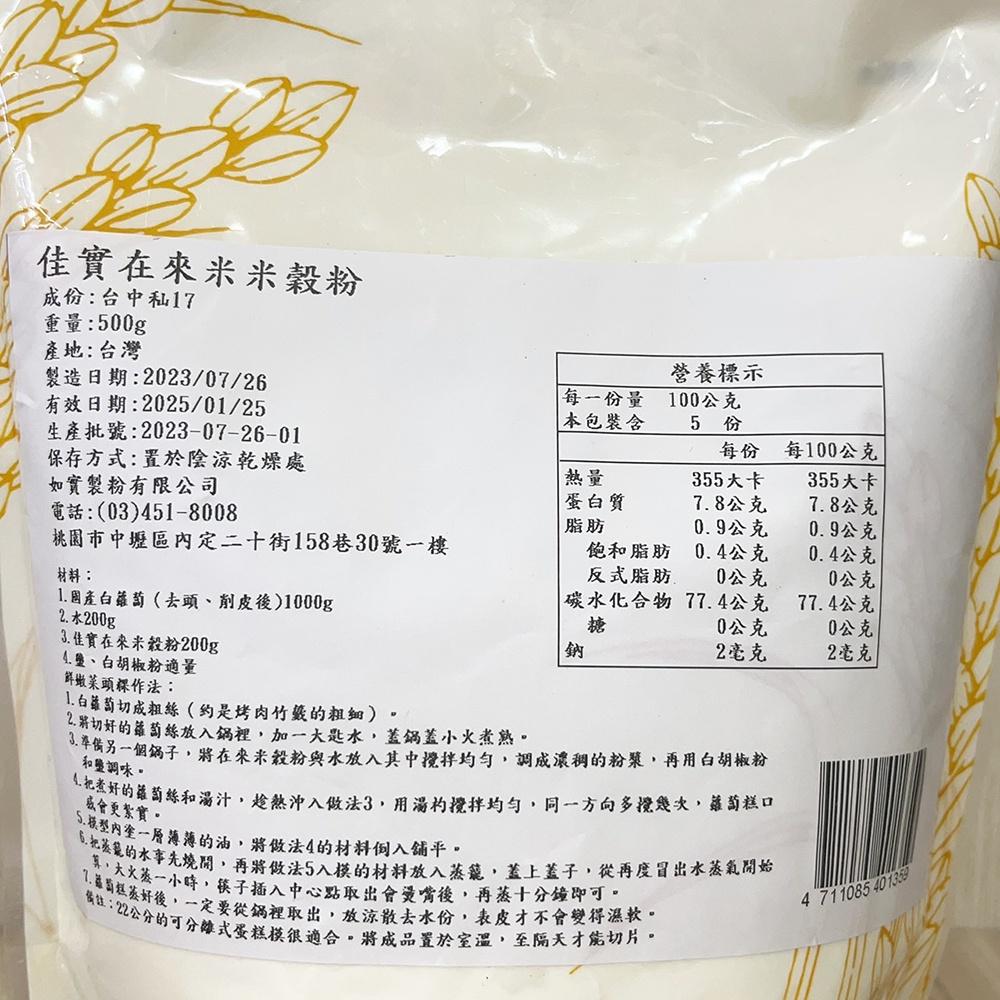 佳實在來米米穀粉
成份:台中秈17
重量:500g
產地:台灣
製造日期:2023/07/26
有效日期:2025/01/25
生產批號:2023-07-26-01
保存方式:置於陰涼乾燥處
如實製粉有限公司
電話:(03)451-8008
桃園市中壢區內定二十街158巷30號一樓
營養標示
每一份量 100公克
本包裝含 5 份
每份 每100公克
熱量 355大卡 355大卡
蛋白質 7.8公克 7.8公克
脂肪 0.9公克 0.9公克
飽和脂肪 0.4公克 0.4公克
反式脂肪 0公克 0公克
碳水化合物 77.4公克 77.4公克
糖 0公克 0公克
鈉 2毫克 2毫克
材料:
1.國產白蘿蔔(去頭、削皮後)1000g
2.水200g
3.佳實在來米穀粉200g
4.鹽、白胡椒粉適量
鮮嫩菜頭粿作法:
1.白蘿蔔切成粗絲(約是烤肉竹籤的粗細)。
2.將切好的蘿蔔絲放入鍋裡,加一大匙水,蓋鍋蓋小火煮熟。
3.準備另一個鍋子,將在來米穀粉與水放入其中攪拌均勻,調成濃稠的粉漿,再用白胡椒粉
和鹽調味。
4.把煮好的蘿蔔絲和湯汁,趁熱沖入做法3,用湯杓攪拌均勻,同一方向多攪幾次,蘿蔔糕口
感會更紮實。
5.模型內塗一層薄薄的油,將做法4的材料倒入鋪平。
6.把蒸籠的水事先燒開,再將做法5入模的材料放入蒸籠,蓋上蓋子,從再度冒出水蒸氣開始
算,大火蒸一小時,筷子插入中心點取出會燙嘴後,再蒸十分鐘即可。
7.蘿蔔糕蒸好後,一定要從鍋裡取出,放涼散去水份,表皮才不會變得濕軟。
備註:22公分的可分離式蛋糕模很適合。將成品置於室溫,至隔天才能切片。
4 711085 401359